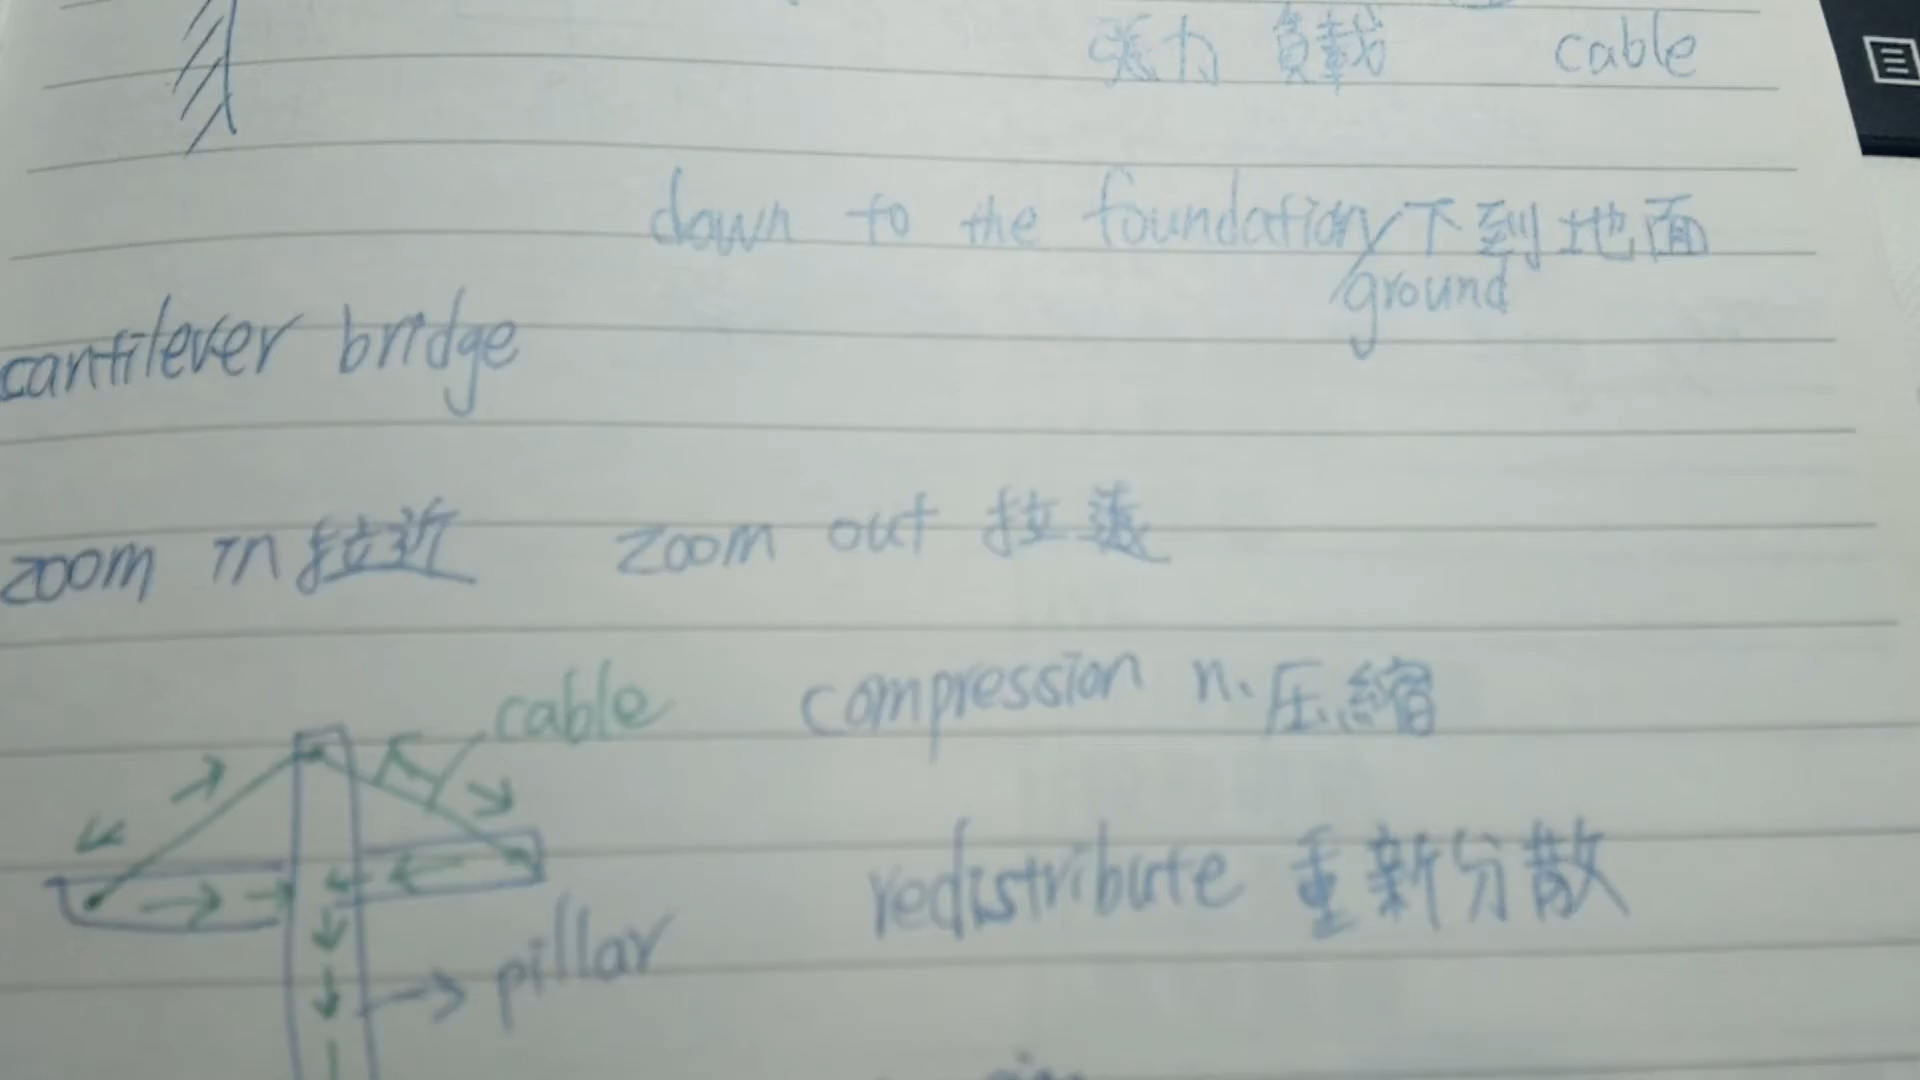 張力 負載 cable
down to the foundation/下到地面
ground
cantilever bridge
zoom in 拉近 zoom out 拉遠
cable compression n. 压縮
redistribute 重新分散
pillar